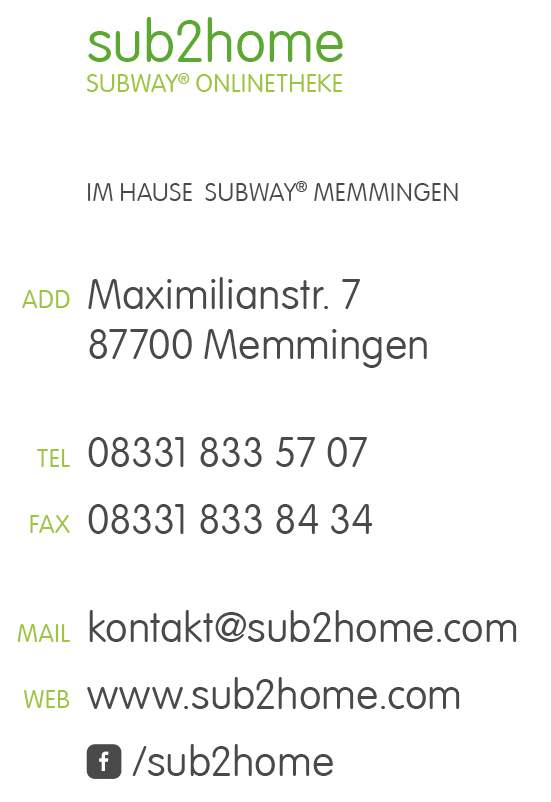 sub2home
SUBWAY® ONLINETHEKE
IM HAUSE SUBWAY® MEMMINGEN
ADD Maximilianstr. 7
87700 Memmingen
TEL 08331 833 57 07
FAX 08331 833 84 34
MAIL kontakt@sub2home.com
WEB www.sub2home.com
f /sub2home